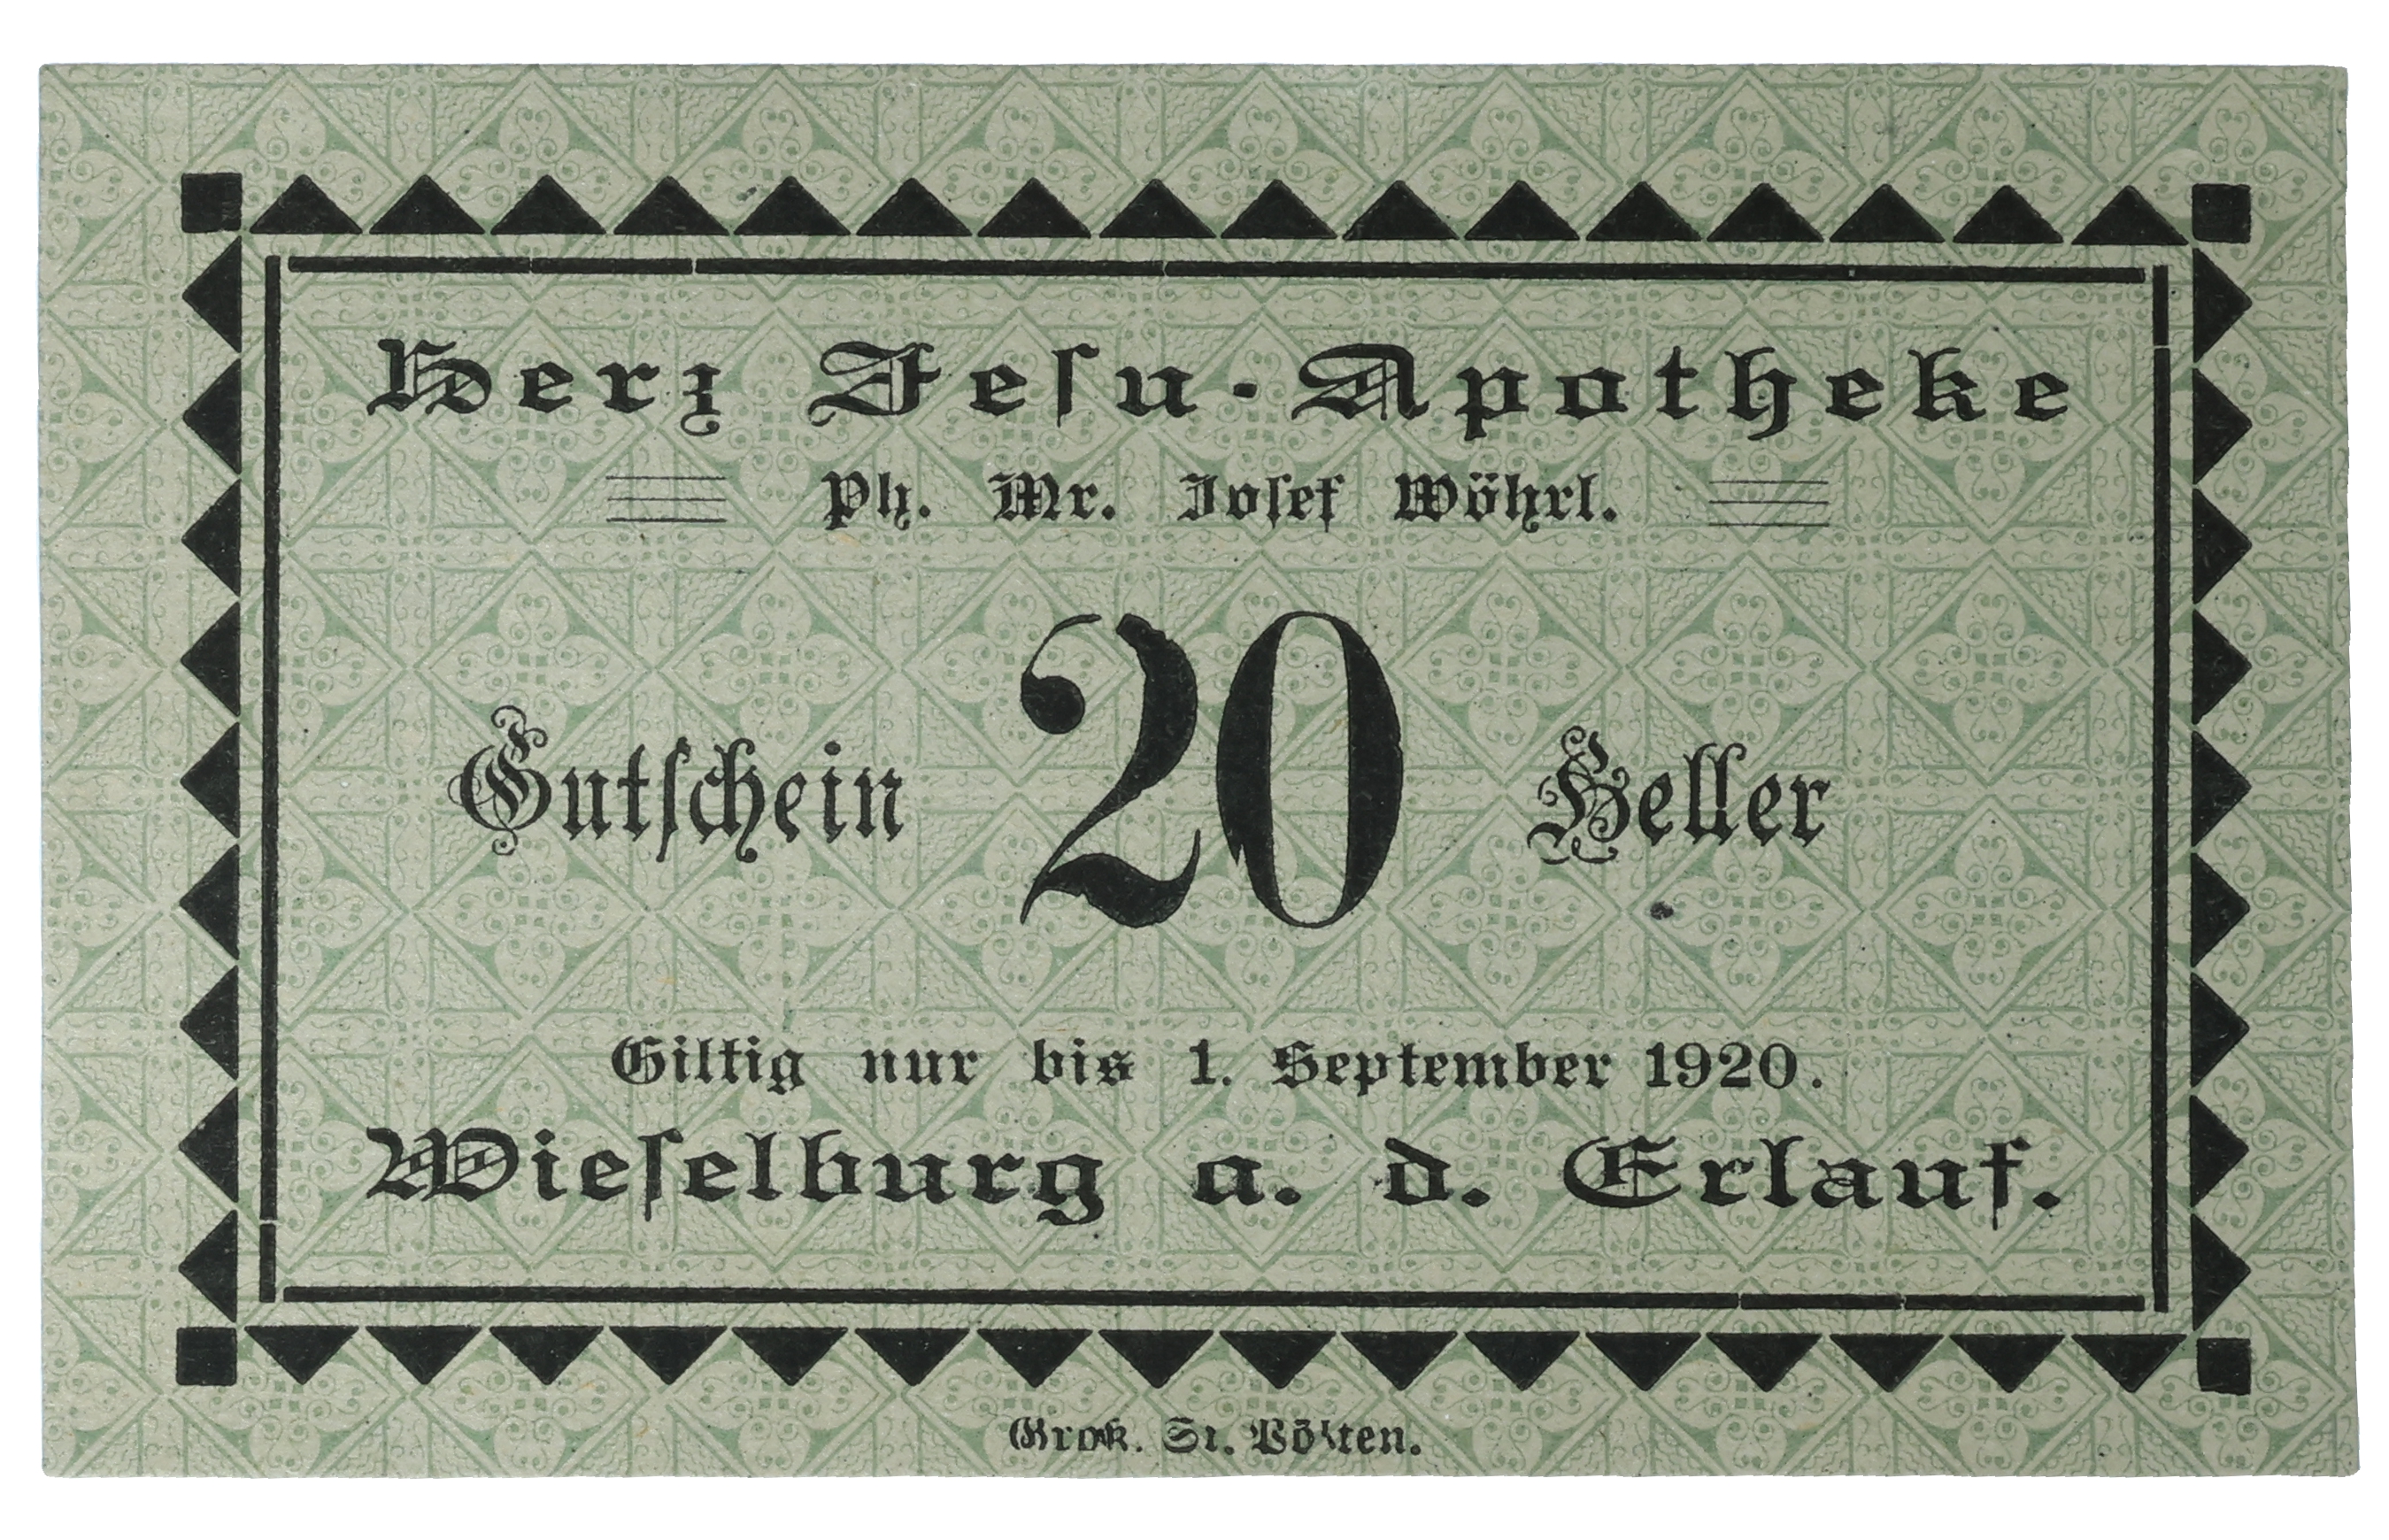 Herz Jesu-Apotheke
Ph. Mr. Josef Wöhrl.
Gutschein 20 Heller
Giltig nur bis 1. September 1920.
Wieselburg a. d. Erlauf.
St. Pölten.